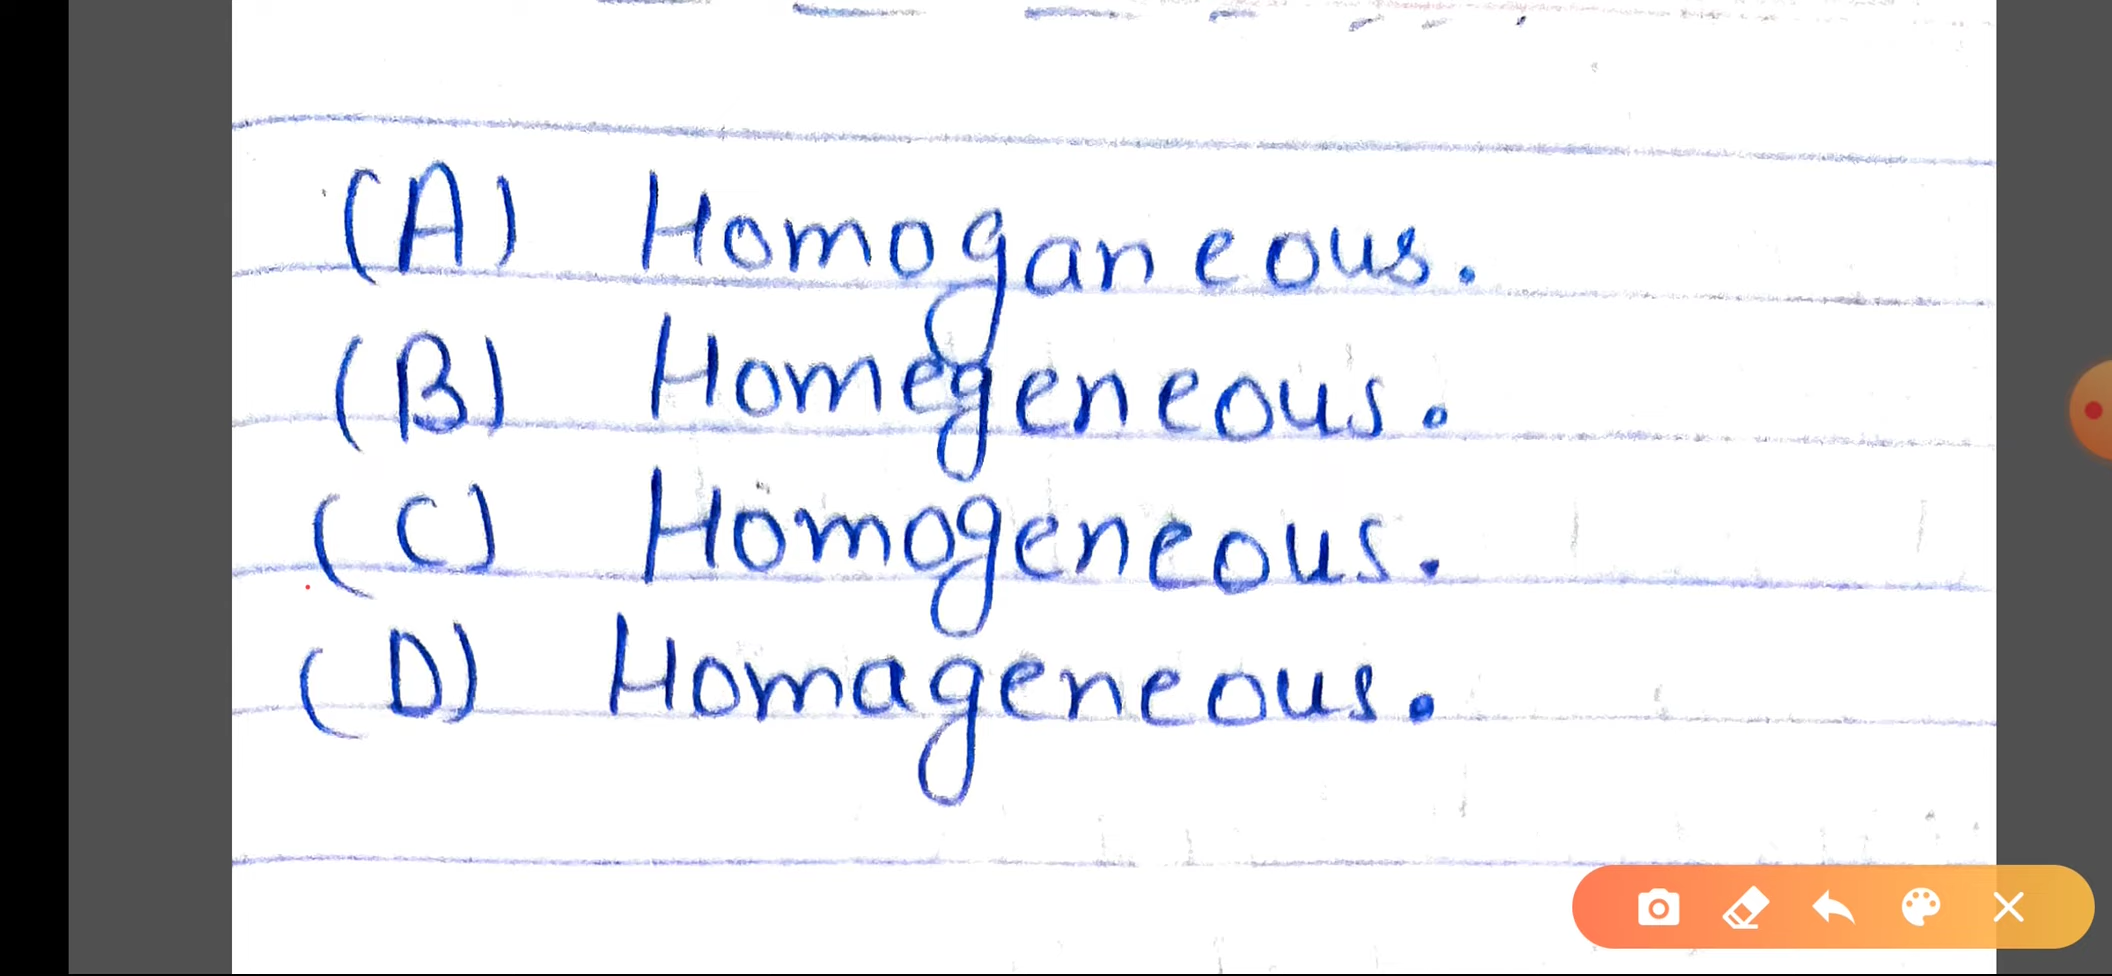 (A) Homoganeous.
(B) Homegeneous.
(C) Homogeneous.
(D) Homageneous.